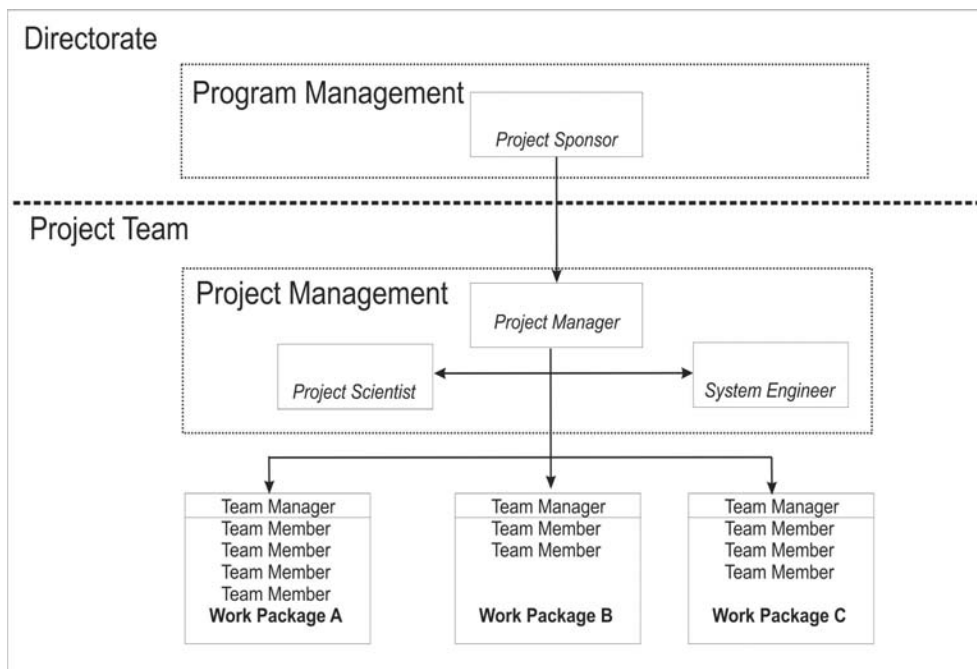 Directorate
Program Management
Project Sponsor
Project Team
Project Management
Project Manager
Project Scientist
System Engineer
Team Manager
Team Member
Team Member
Team Member
Team Member
Work Package A
Team Manager
Team Member
Team Member
Work Package B
Team Manager
Team Member
Team Member
Team Member
Work Package C